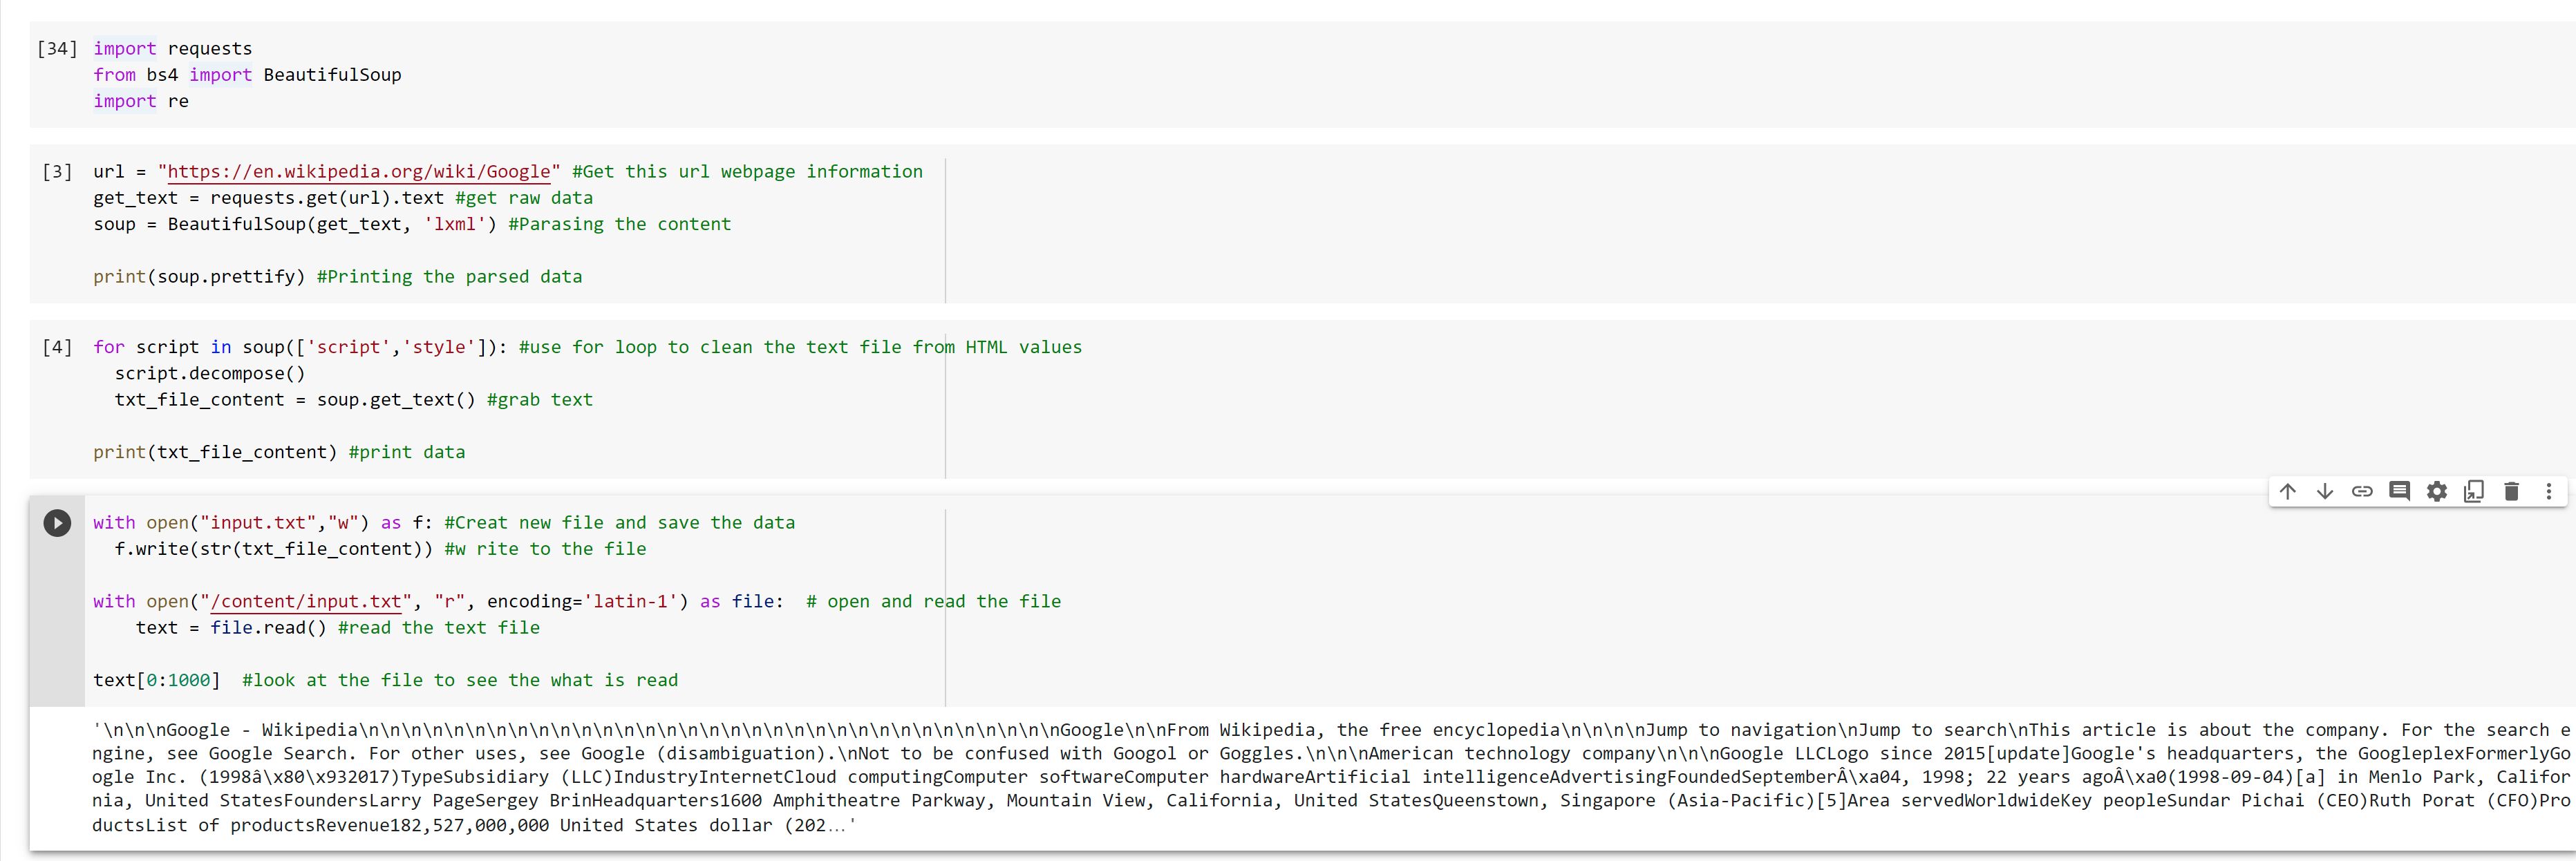 [34] import requests
from bs4 import BeautifulSoup
import re
[3] url = "https://en.wikipedia.org/wiki/Google" #Get this url webpage information
get_text = requests.get(url).text #get raw data
soup = BeautifulSoup(get_text, 'lxml') #Parasing the content
print(soup.prettify) #Printing the parsed data
[4] for script in soup(['script','style']): #use for loop to clean the text file from HTML values
script.decompose()
txt_file_content = soup.get_text() #grab text
print(txt_file_content) #print data
with open("input.txt","w") as f: #Creat new file and save the data
f.write(str(txt_file_content)) #w rite to the file
with open("/content/input.txt", "r", encoding='latin-1') as file:  # open and read the file
text = file.read() #read the text file
text[0:1000]  #look at the file to see the what is read
'\n\n\nGoogle - Wikipedia\n\n\n\n\n\n\n\n\n\n\n\n\n\n\n\n\n\n\n\n\n\n\n\n\n\n\n\n\n\n\n\n\nGoogle\n\nFrom Wikipedia, the free encyclopedia\n\n\n\n\nJump to navigation\nJump to search\nThis article is about the company. For the search e
ngine, see Google Search. For other uses, see Google (disambiguation).\nNot to be confused with Googol or Goggles.\n\n\nAmerican technology company\n\n\nGoogle LLCLogo since 2015[update]Google's headquarters, the GoogleplexFormerlyGo
ogle Inc. (1998â\x80\x932017)TypeSubsidiary (LLC)IndustryInternetCloud computingComputer softwareComputer hardwareArtificial intelligenceAdvertisingFoundedSeptemberÂ\xa04, 1998; 22 years agoÂ\xa0(1998-09-04)[a] in Menlo Park, Califor
nia, United StatesFoundersLarry PageSergey BrinHeadquarters1600 Amphitheatre Parkway, Mountain View, California, United StatesQueenstown, Singapore (Asia-Pacific)[5]Area servedWorldwideKey peopleSundar Pichai (CEO)Ruth Porat (CFO)Pro
ductsList of productsRevenue182,527,000,000 United States dollar (202…'